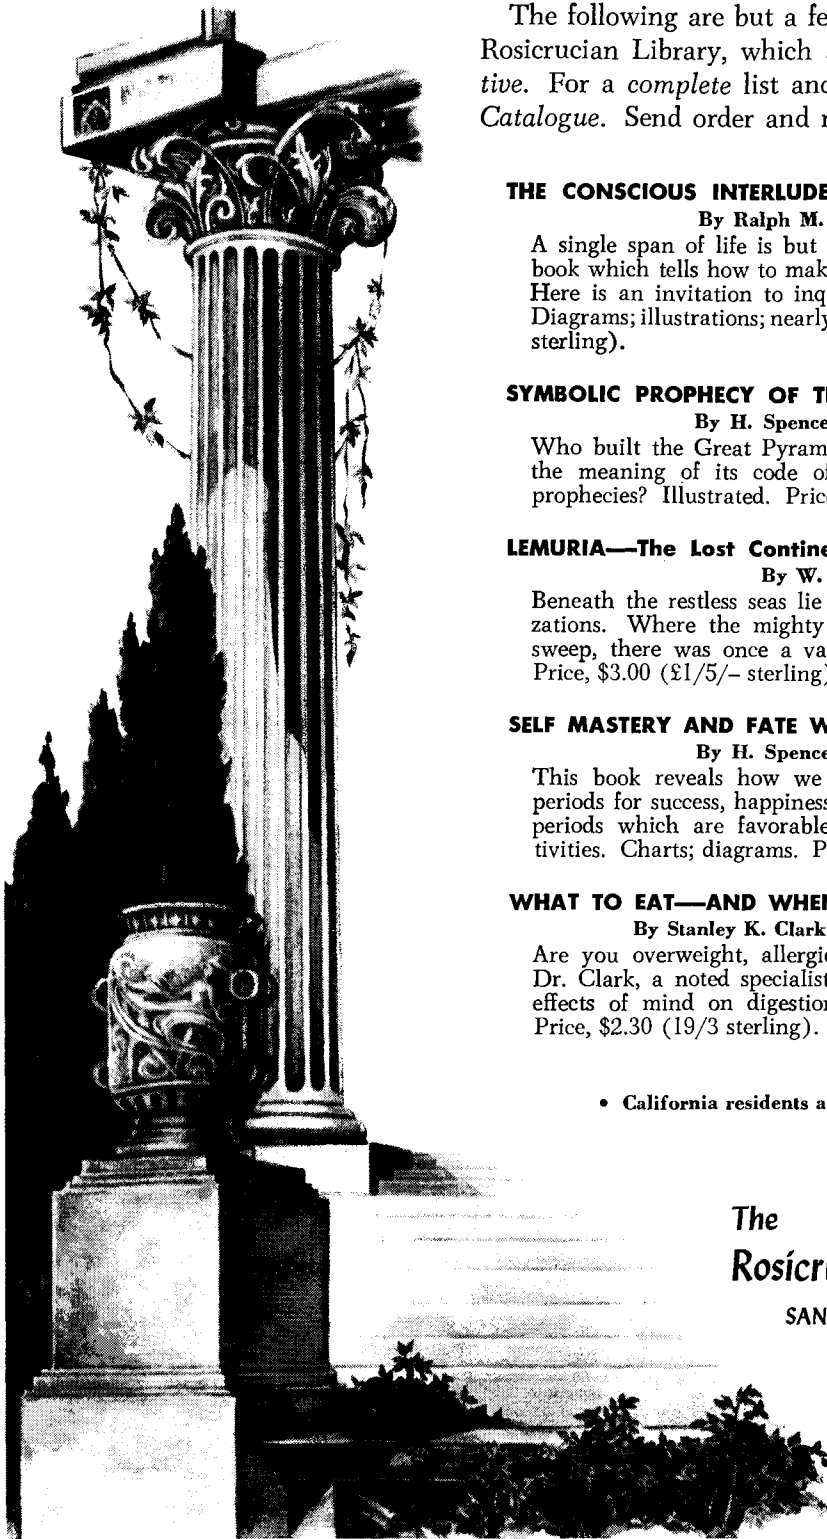 The following are but a fe
Rosicrucian Library, which
tive. For a complete list and
Catalogue. Send order and r
THE CONSCIOUS INTERLUDE
By Ralph M.
A single span of life is but
book which tells how to mak
Here is an invitation to inq
Diagrams; illustrations; nearly
sterling).
SYMBOLIC PROPHECY OF TH
By H. Spence
Who built the Great Pyram
the meaning of its code of
prophecies? Illustrated. Price
LEMURIA—The Lost Contine
By W.
Beneath the restless seas lie
zations. Where the mighty
sweep, there was once a va
Price, $3.00 (£1/5/– sterling)
SELF MASTERY AND FATE W
By H. Spence
This book reveals how we
periods for success, happiness
periods which are favorable
tivities. Charts; diagrams. P
WHAT TO EAT—AND WHEN
By Stanley K. Clark
Are you overweight, allergic
Dr. Clark, a noted specialist
effects of mind on digestion
Price, $2.30 (19/3 sterling).
• California residents a
The
Rosicru
SAN